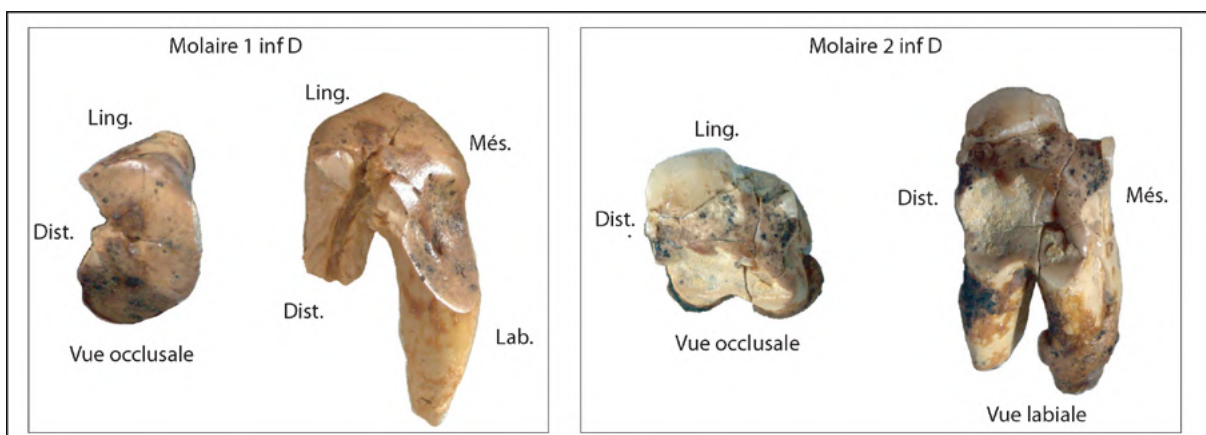 Molaire 1 inf D
Ling.
Ling.
Més.
Dist.
Dist.
Lab.
Vue occlusale
Molaire 2 inf D
Ling.
Dist.
Dist.
Més.
Vue occlusale
Vue labiale